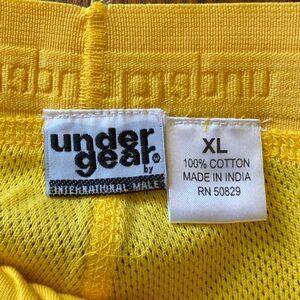 under
gear®
by
INTERNATIONAL MALE
XL
100% COTTON
MADE IN INDIA
RN 50829